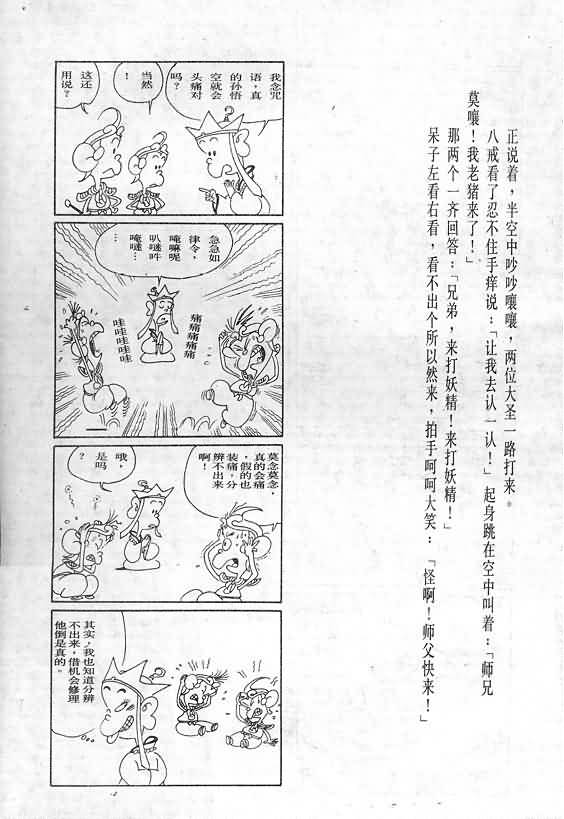 正说着，半空中吵吵嚷嚷，两位大圣一路打来。
八戒看了忍不住手痒说：「让我去认一认！」起身跳在空中叫着：「师兄
莫嚷！我老猪来了！」
那两个一齐回答：「兄弟，来打妖精！来打妖精！」
呆子左看右看，看不出个所以然来，拍手呵呵大笑：「怪啊！师父快来！」
我念咒
语，真
的孙悟
空就会
头痛对
吗？
当然
！
这还
用说？
急急如
律令，
唵嘛呢
叭咪吽
唵咪…
…
痛痛痛痛痛
哇哇哇哇哇
莫念莫念，
真的会痛
，假的也
装痛，分
辨不出来
啊！
哦，
是吗
？
其实，我也知道分辨
不出来，借机会修理
他倒是真的。